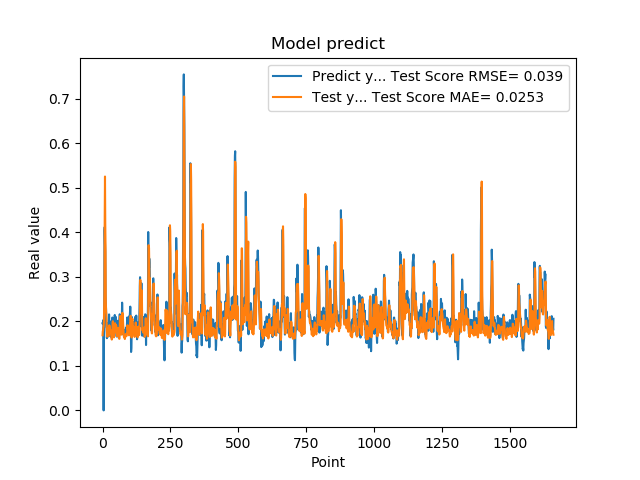 Model predict
Predict y... Test Score RMSE= 0.039
Test y... Test Score MAE= 0.0253
Real value
0.7
0.6
0.5
0.4
0.3
0.2
0.1
0.0
0 250 500 750 1000 1250 1500
Point